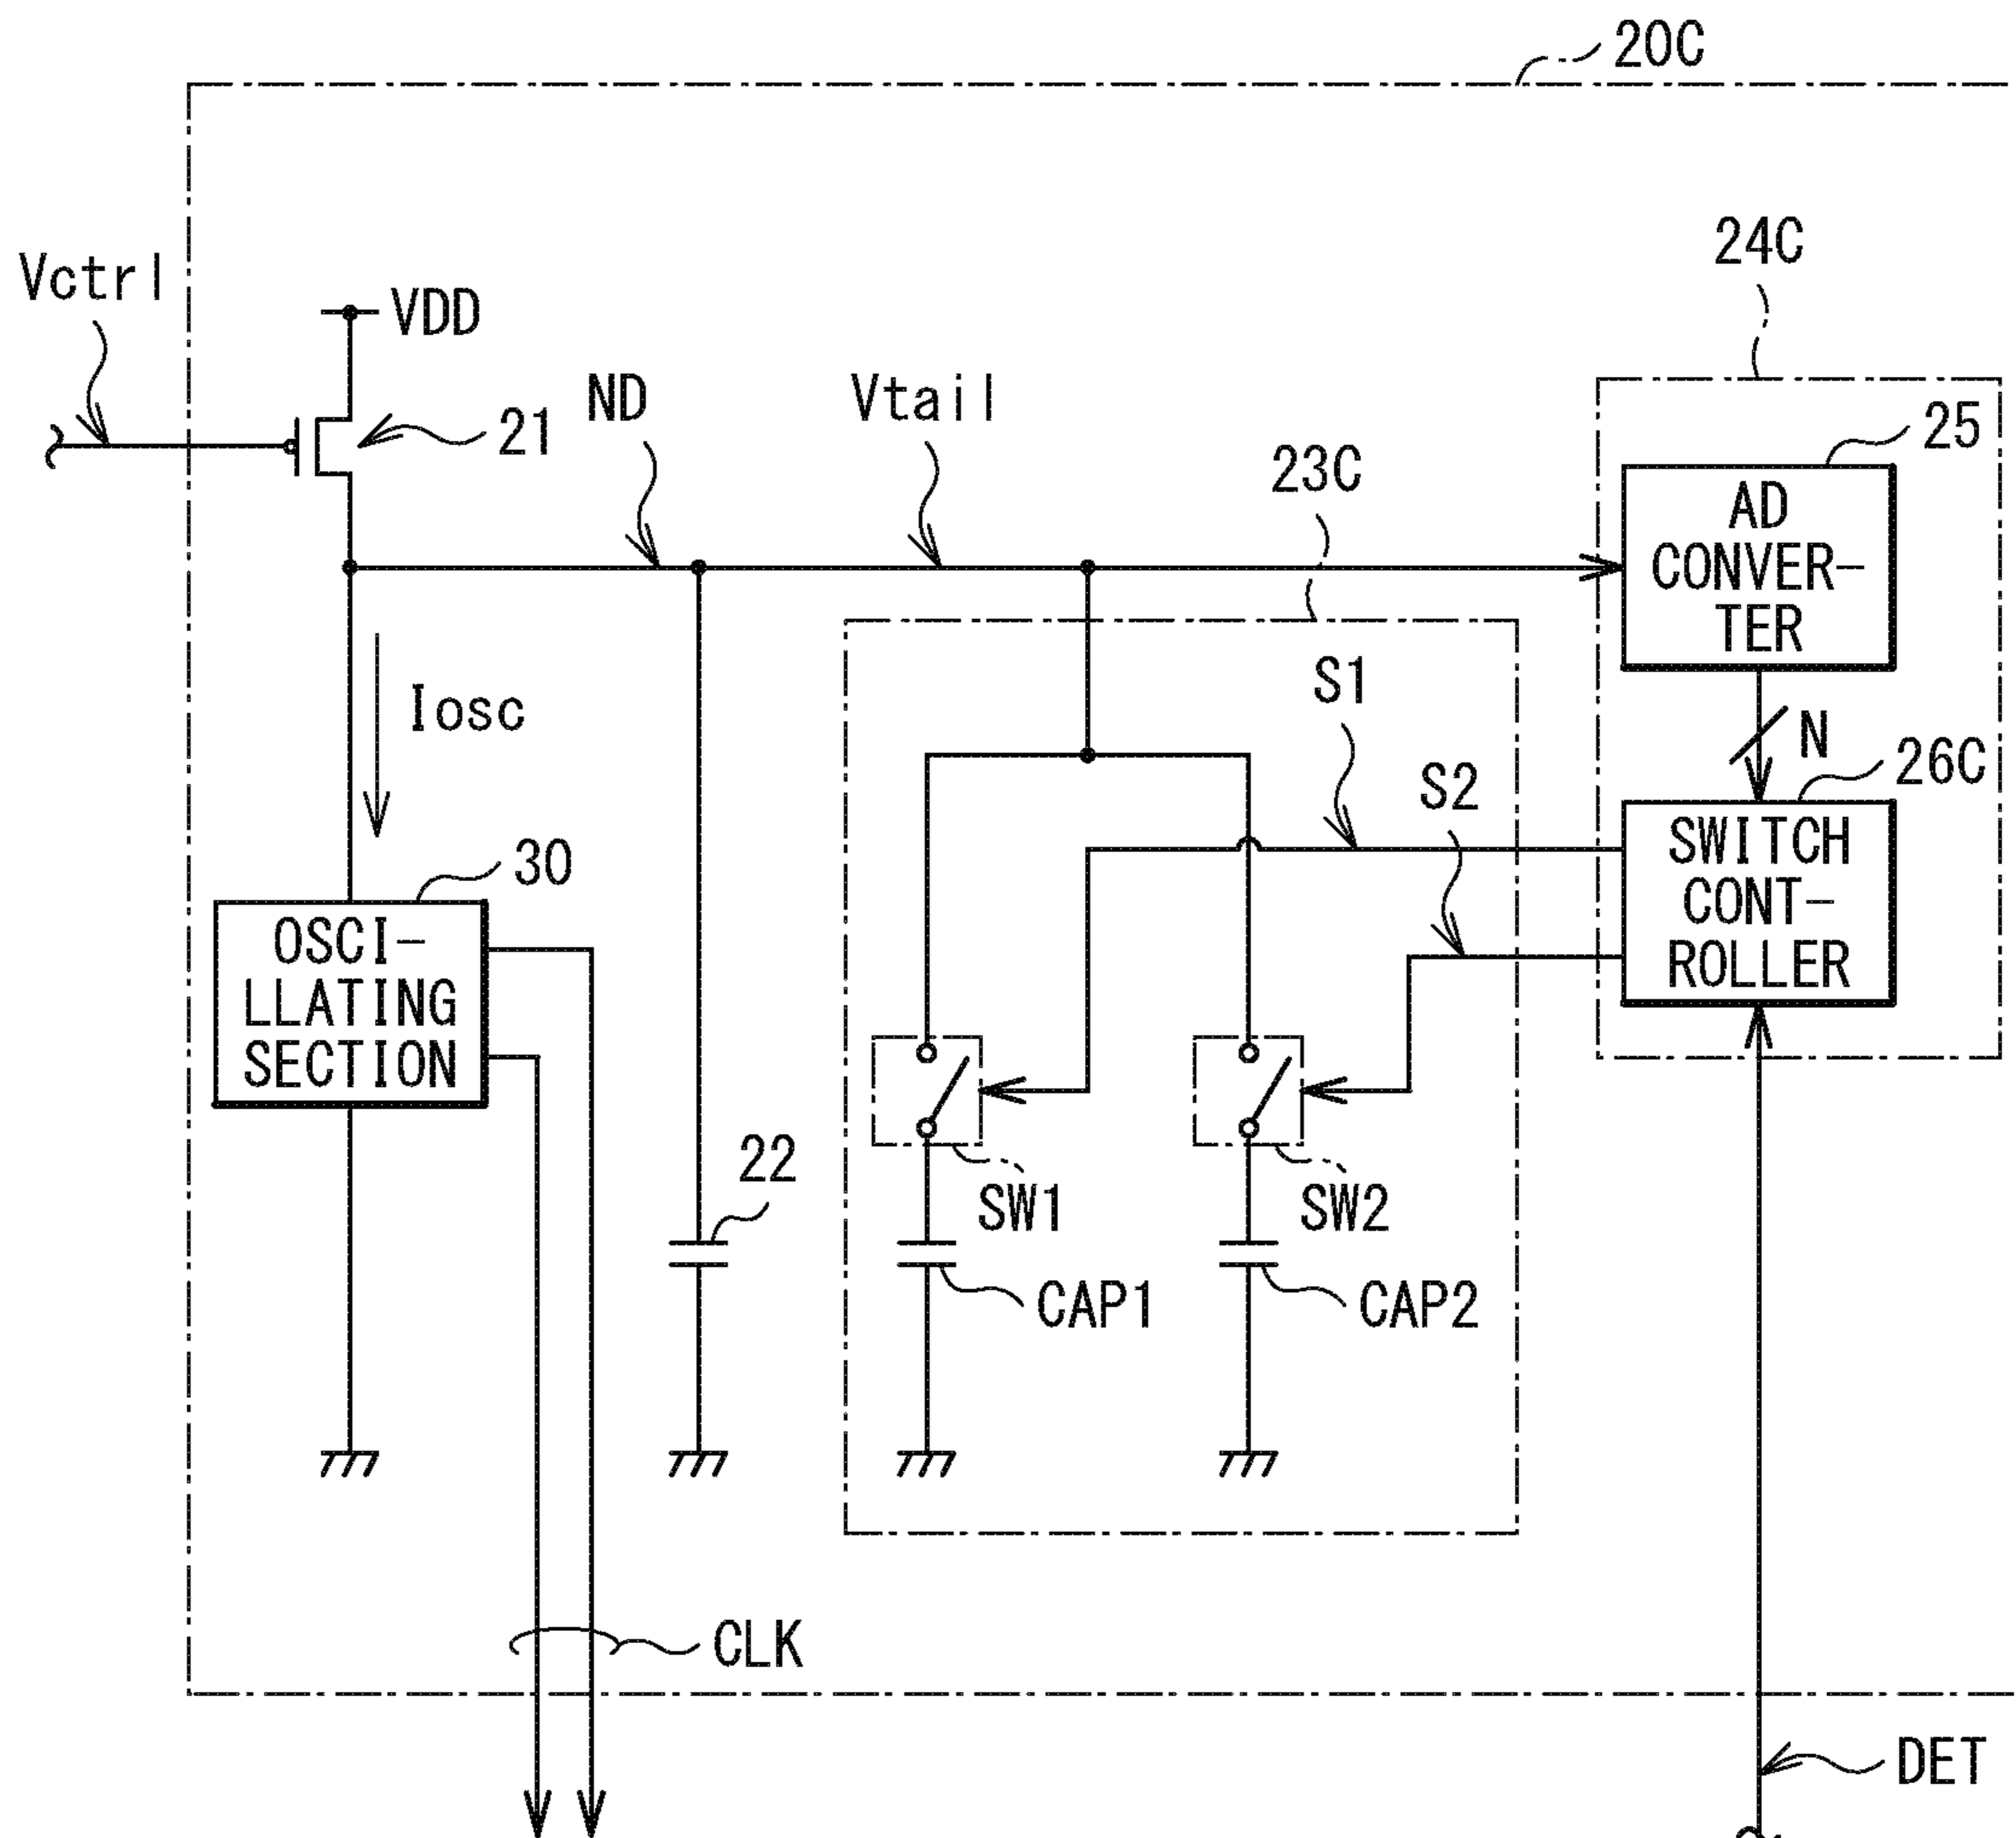 20C
24C
Vctrl
VDD
ND
Vtail
21
23C
25
AD
CONVER-
TER
S1
Iosc
N
26C
S2
SWITCH
CONT-
ROLLER
30
OSCI-
LLATING
SECTION
22
SW1
SW2
CAP1
CAP2
CLK
DET